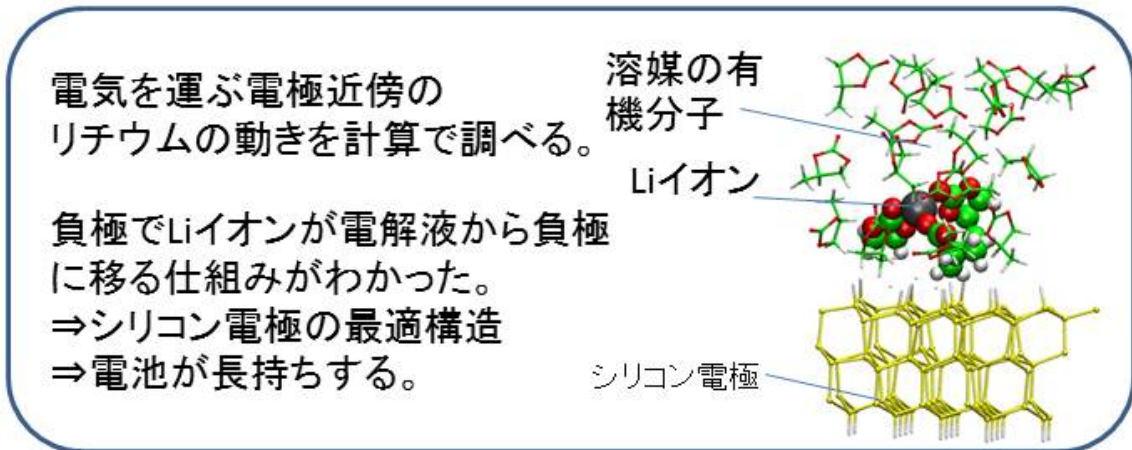 電気を運ぶ電極近傍の
リチウムの動きを計算で調べる。
負極でLiイオンが電解液から負極
に移る仕組みがわかった。
⇒シリコン電極の最適構造
⇒電池が長持ちする。
溶媒の有
機分子
Liイオン
シリコン電極